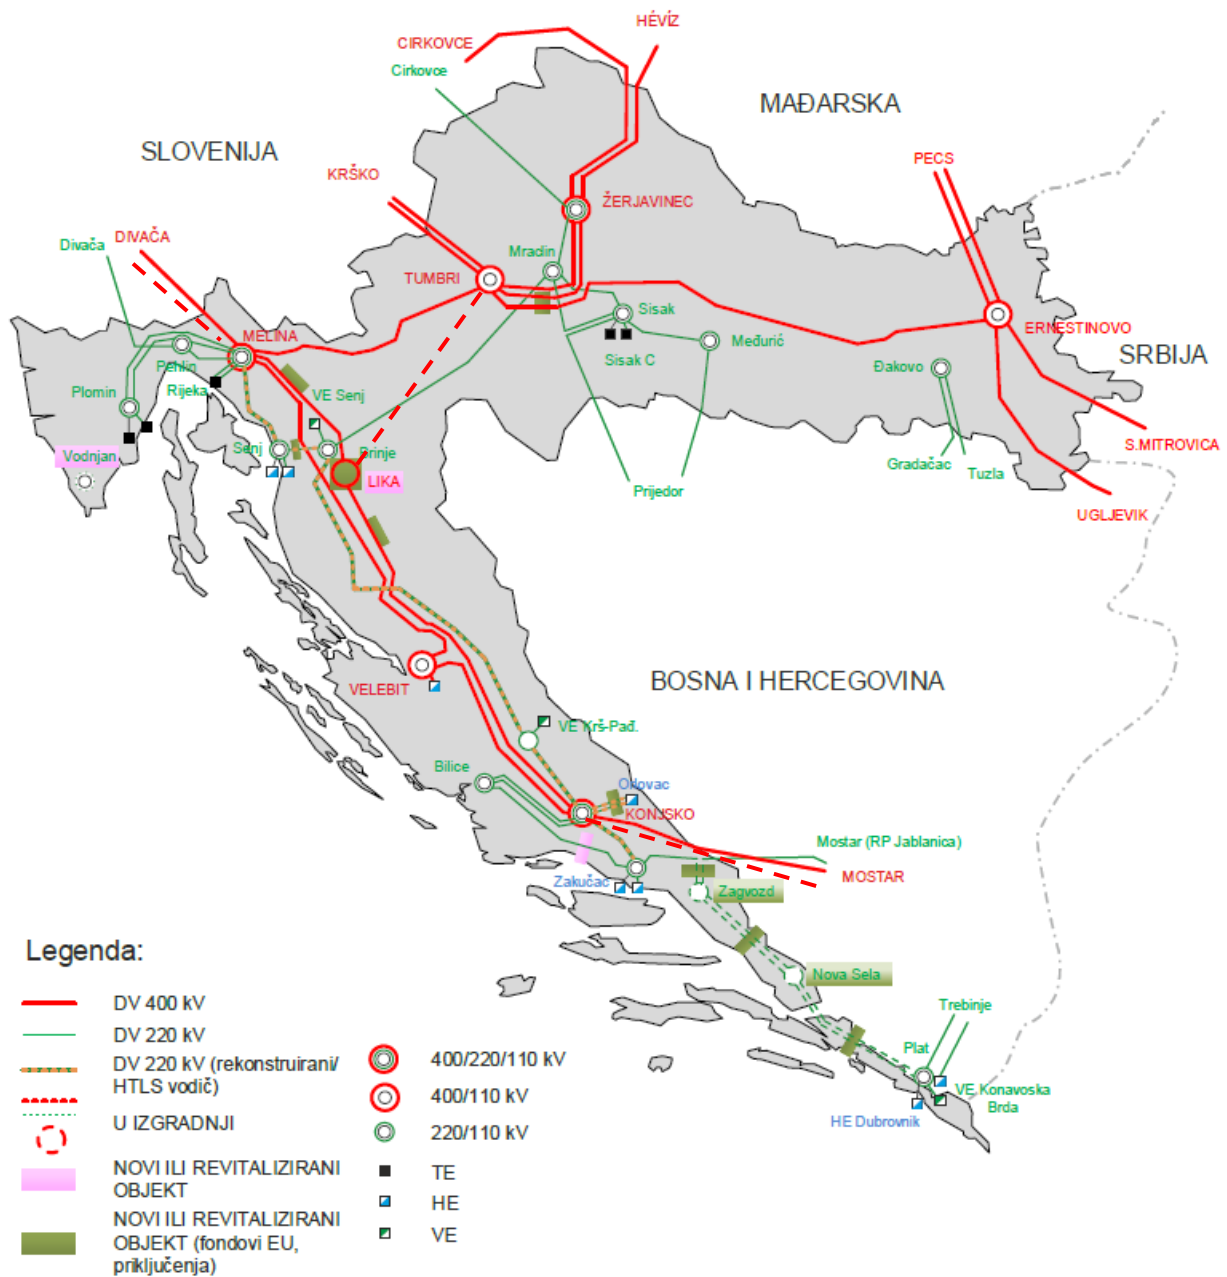 HÉVÍZ
CIRKOVCE
Cirkovce
MAĐARSKA
SLOVENIJA
PECS
KRŠKO
ŽERJAVINEC
DIVAČA
Divača
Mraclin
TUMBRI
Sisak
MELINA
ERNESTINOVO
Međurić
SRBIJA
Sisak C
Pehlin
Đakovo
Rijeka
VE Senj
Plomin
S.MITROVICA
Senj
Brinje
Vodnjan
Gradačac
Tuzla
LIKA
Prijedor
UGLJEVIK
BOSNA I HERCEGOVINA
VELEBIT
VE Krš-Pađ.
Bilice
Orlovac
KONJSKO
Mostar (RP Jablanica)
MOSTAR
Zakučac
Zagvozd
Nova Sela
Trebinje
Plat
VE Konavoska
Brda
HE Dubrovnik
Legenda:
DV 400 kV
DV 220 kV
DV 220 kV (rekonstruirani/
HTLS vodič)
U IZGRADNJI
NOVI ILI REVITALIZIRANI
OBJEKT
NOVI ILI REVITALIZIRANI
OBJEKT (fondovi EU,
priključenja)
400/220/110 kV
400/110 kV
220/110 kV
TE
HE
VE